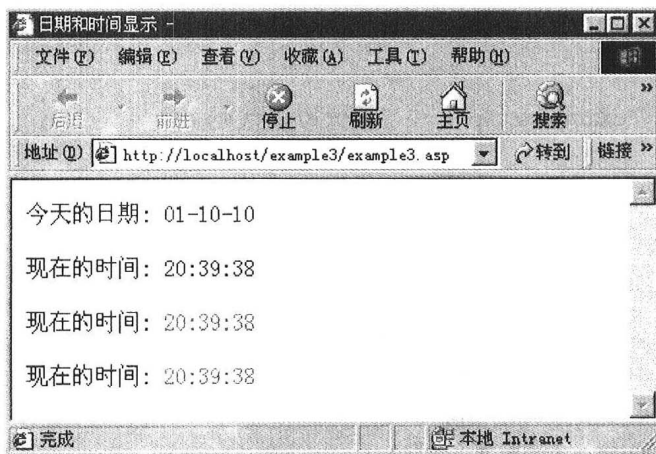 日期和时间显示 -
文件(F) 编辑(E) 查看(V) 收藏(A) 工具(T) 帮助(H)
后退 前进 停止 刷新 主页 搜索 »
地址(D) http://localhost/example3/example3.asp 转到 链接 »
今天的日期: 01-10-10
现在的时间: 20:39:38
现在的时间: 20:39:38
现在的时间: 20:39:38
完成 本地 Intranet